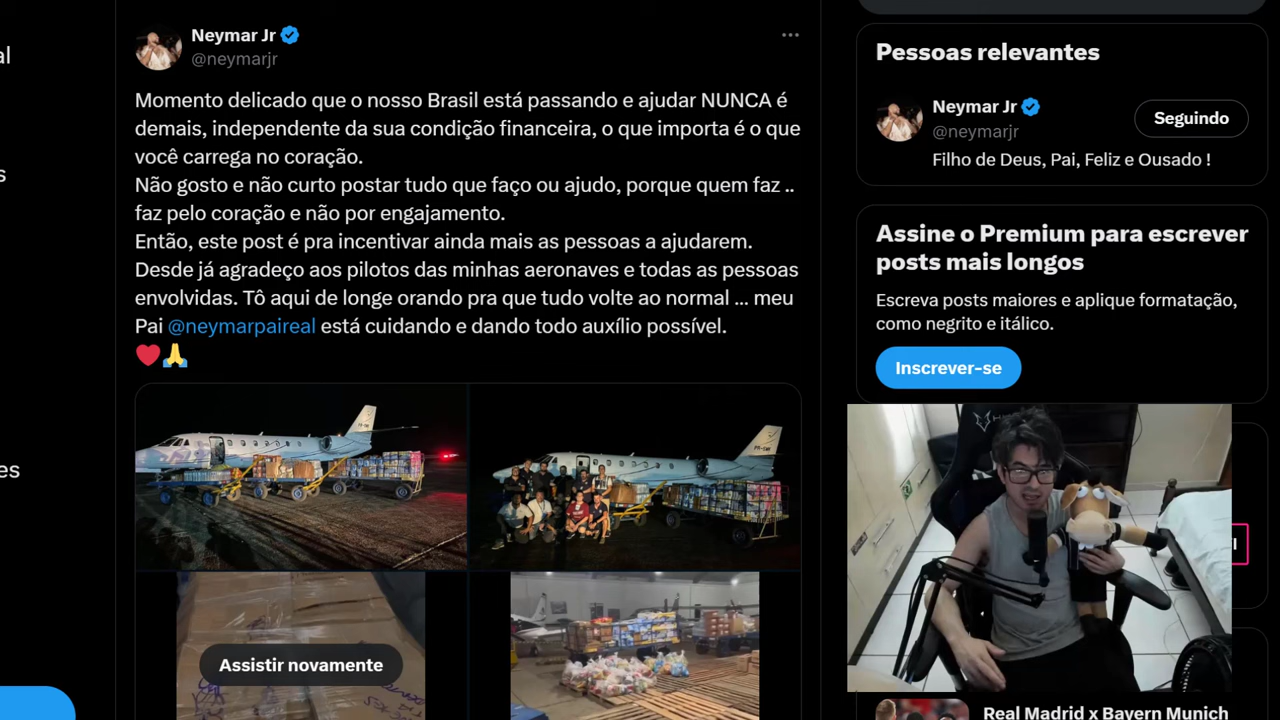 al
s
es
Neymar Jr
@neymarjr
Momento delicado que o nosso Brasil está passando e ajudar NUNCA é
demais, independente da sua condição financeira, o que importa é o que
você carrega no coração.
Não gosto e não curto postar tudo que faço ou ajudo, porque quem faz ..
faz pelo coração e não por engajamento.
Então, este post é pra incentivar ainda mais as pessoas a ajudarem.
Desde já agradeço aos pilotos das minhas aeronaves e todas as pessoas
envolvidas. Tô aqui de longe orando pra que tudo volte ao normal ... meu
Pai @neymarpaireal está cuidando e dando todo auxílio possível.
❤️🙏
Assistir novamente
Pessoas relevantes
Neymar Jr
@neymarjr
Seguindo
Filho de Deus, Pai, Feliz e Ousado !
Assine o Premium para escrever
posts mais longos
Escreva posts maiores e aplique formatação,
como negrito e itálico.
Inscrever-se
Real Madrid x Bayern Munich